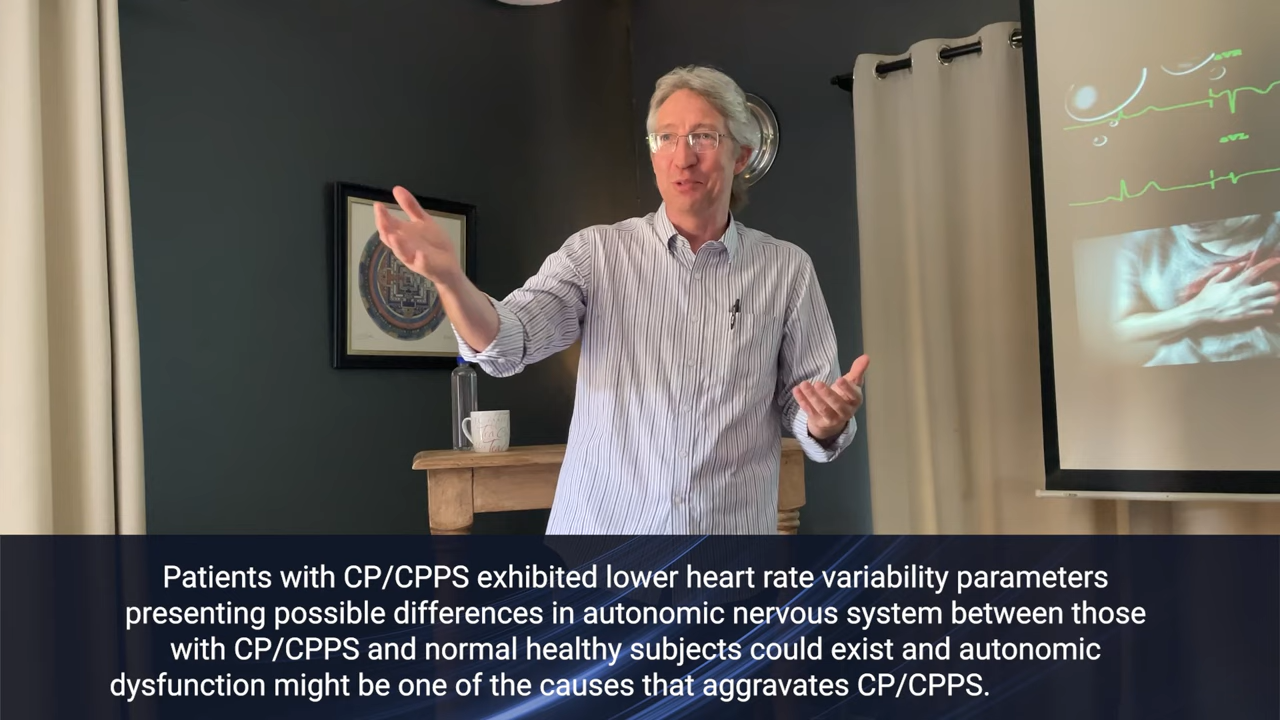 aVR
aVL
Patients with CP/CPPS exhibited lower heart rate variability parameters
presenting possible differences in autonomic nervous system between those
with CP/CPPS and normal healthy subjects could exist and autonomic
dysfunction might be one of the causes that aggravates CP/CPPS.